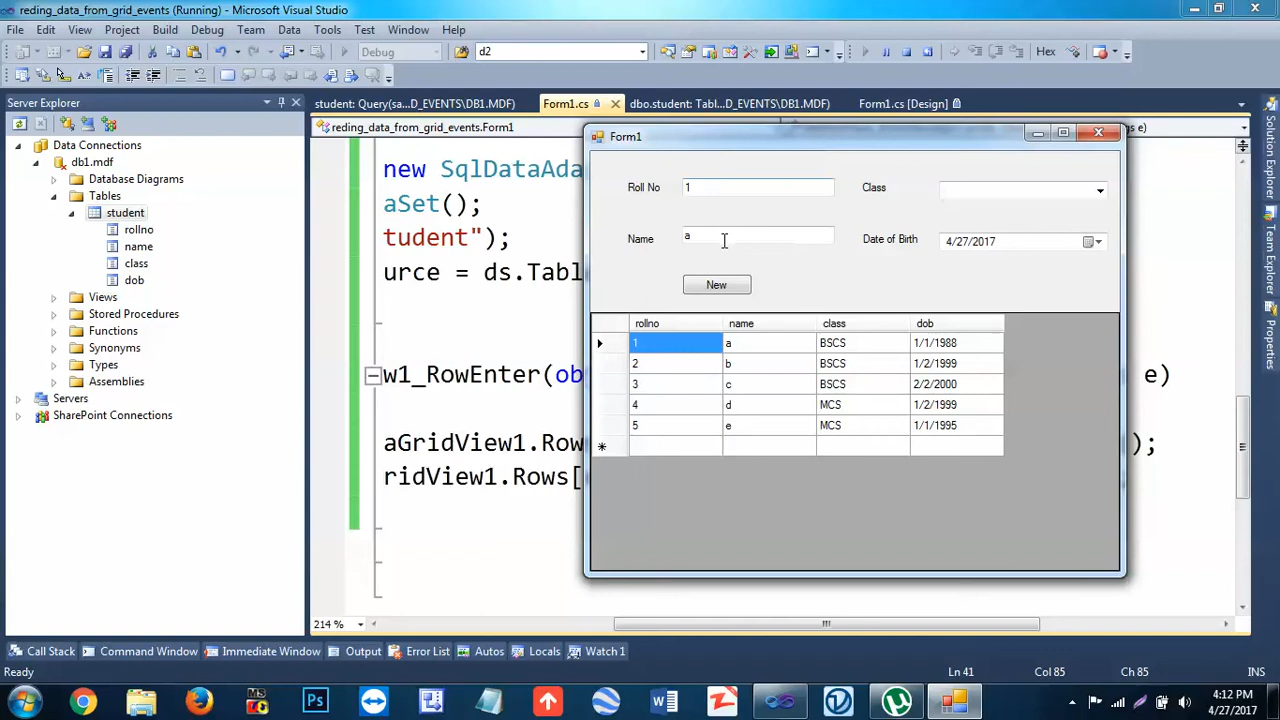 reding_data_from_grid_events (Running) - Microsoft Visual Studio
File Edit View Project Build Debug Team Data Tools Test Window Help
Debug d2 Hex
Server Explorer
student: Query(sa...D_EVENTS\DB1.MDF) Form1.cs dbo.student: Tabl...D_EVENTS\DB1.MDF) Form1.cs [Design]
reding_data_from_grid_events.Form1 s e)
Data Connections
db1.mdf
Database Diagrams
Tables
student
rollno
name
class
dob
Views
Stored Procedures
Functions
Synonyms
Types
Assemblies
Servers
SharePoint Connections
new SqlDataAda
aSet();
tudent");
urce = ds.Tabl
w1_RowEnter(ob e)
aGridView1.Row );
ridView1.Rows[
Form1
Roll No 1 Class
Name a Date of Birth 4/27/2017
New
rollno name class dob
1 a BSCS 1/1/1988
2 b BSCS 1/2/1999
3 c BSCS 2/2/2000
4 d MCS 1/2/1999
5 e MCS 1/1/1995
Toolbox
Team Explorer
Solution Explorer
Properties
214 %
Call Stack Command Window Immediate Window Output Error List Autos Locals Watch 1
Ready Ln 41 Col 85 Ch 85 INS
MS
Ps
W
Z
4:12 PM
4/27/2017